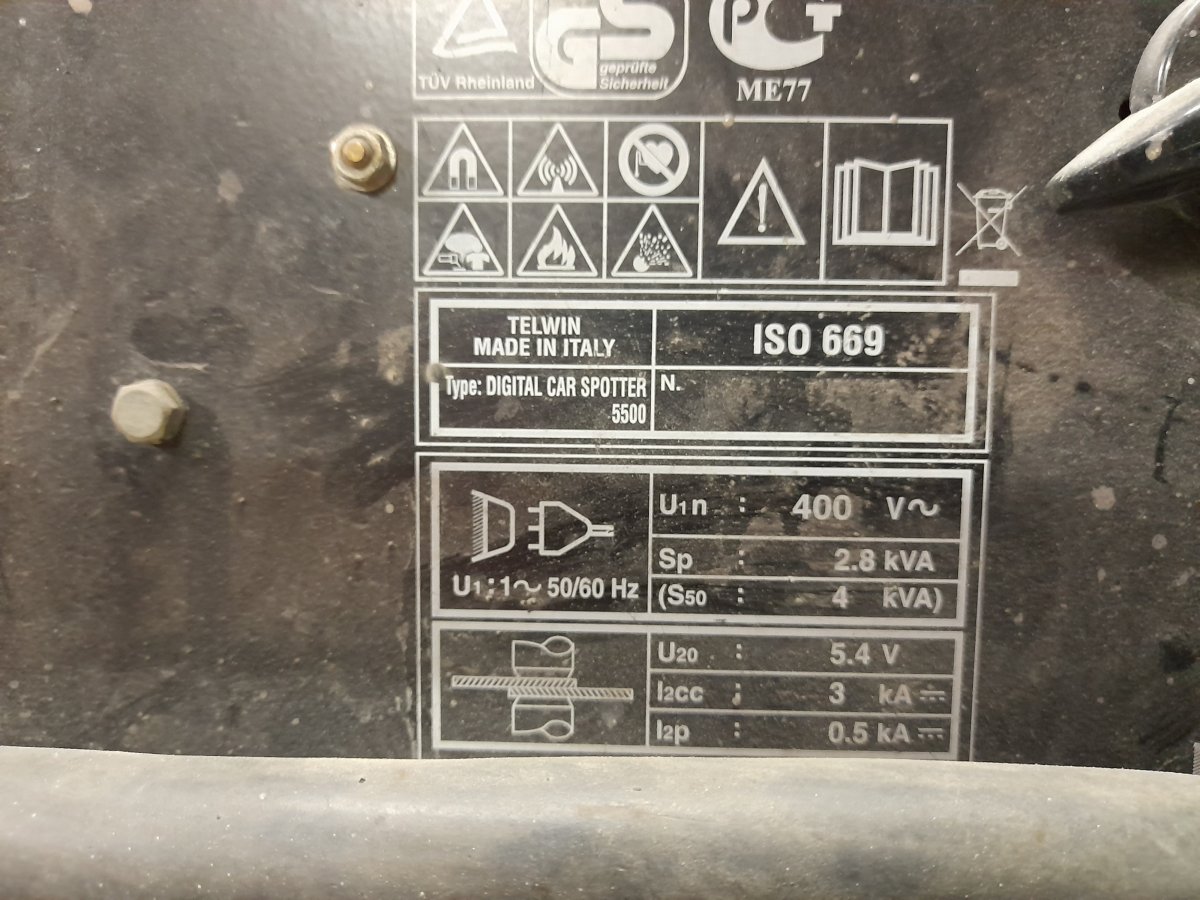 TÜV Rheinland
GS
geprüfte
Sicherheit
PCT
ME77
TELWIN
MADE IN ITALY
ISO 669
Type: DIGITAL CAR SPOTTER
5500
N.
U1n : 400 V~
Sp : 2.8 kVA
U1: 1~ 50/60 Hz
(S50 : 4 kVA)
U20 : 5.4 V
I2cc : 3 kA ⎓
I2p : 0.5 kA ⎓